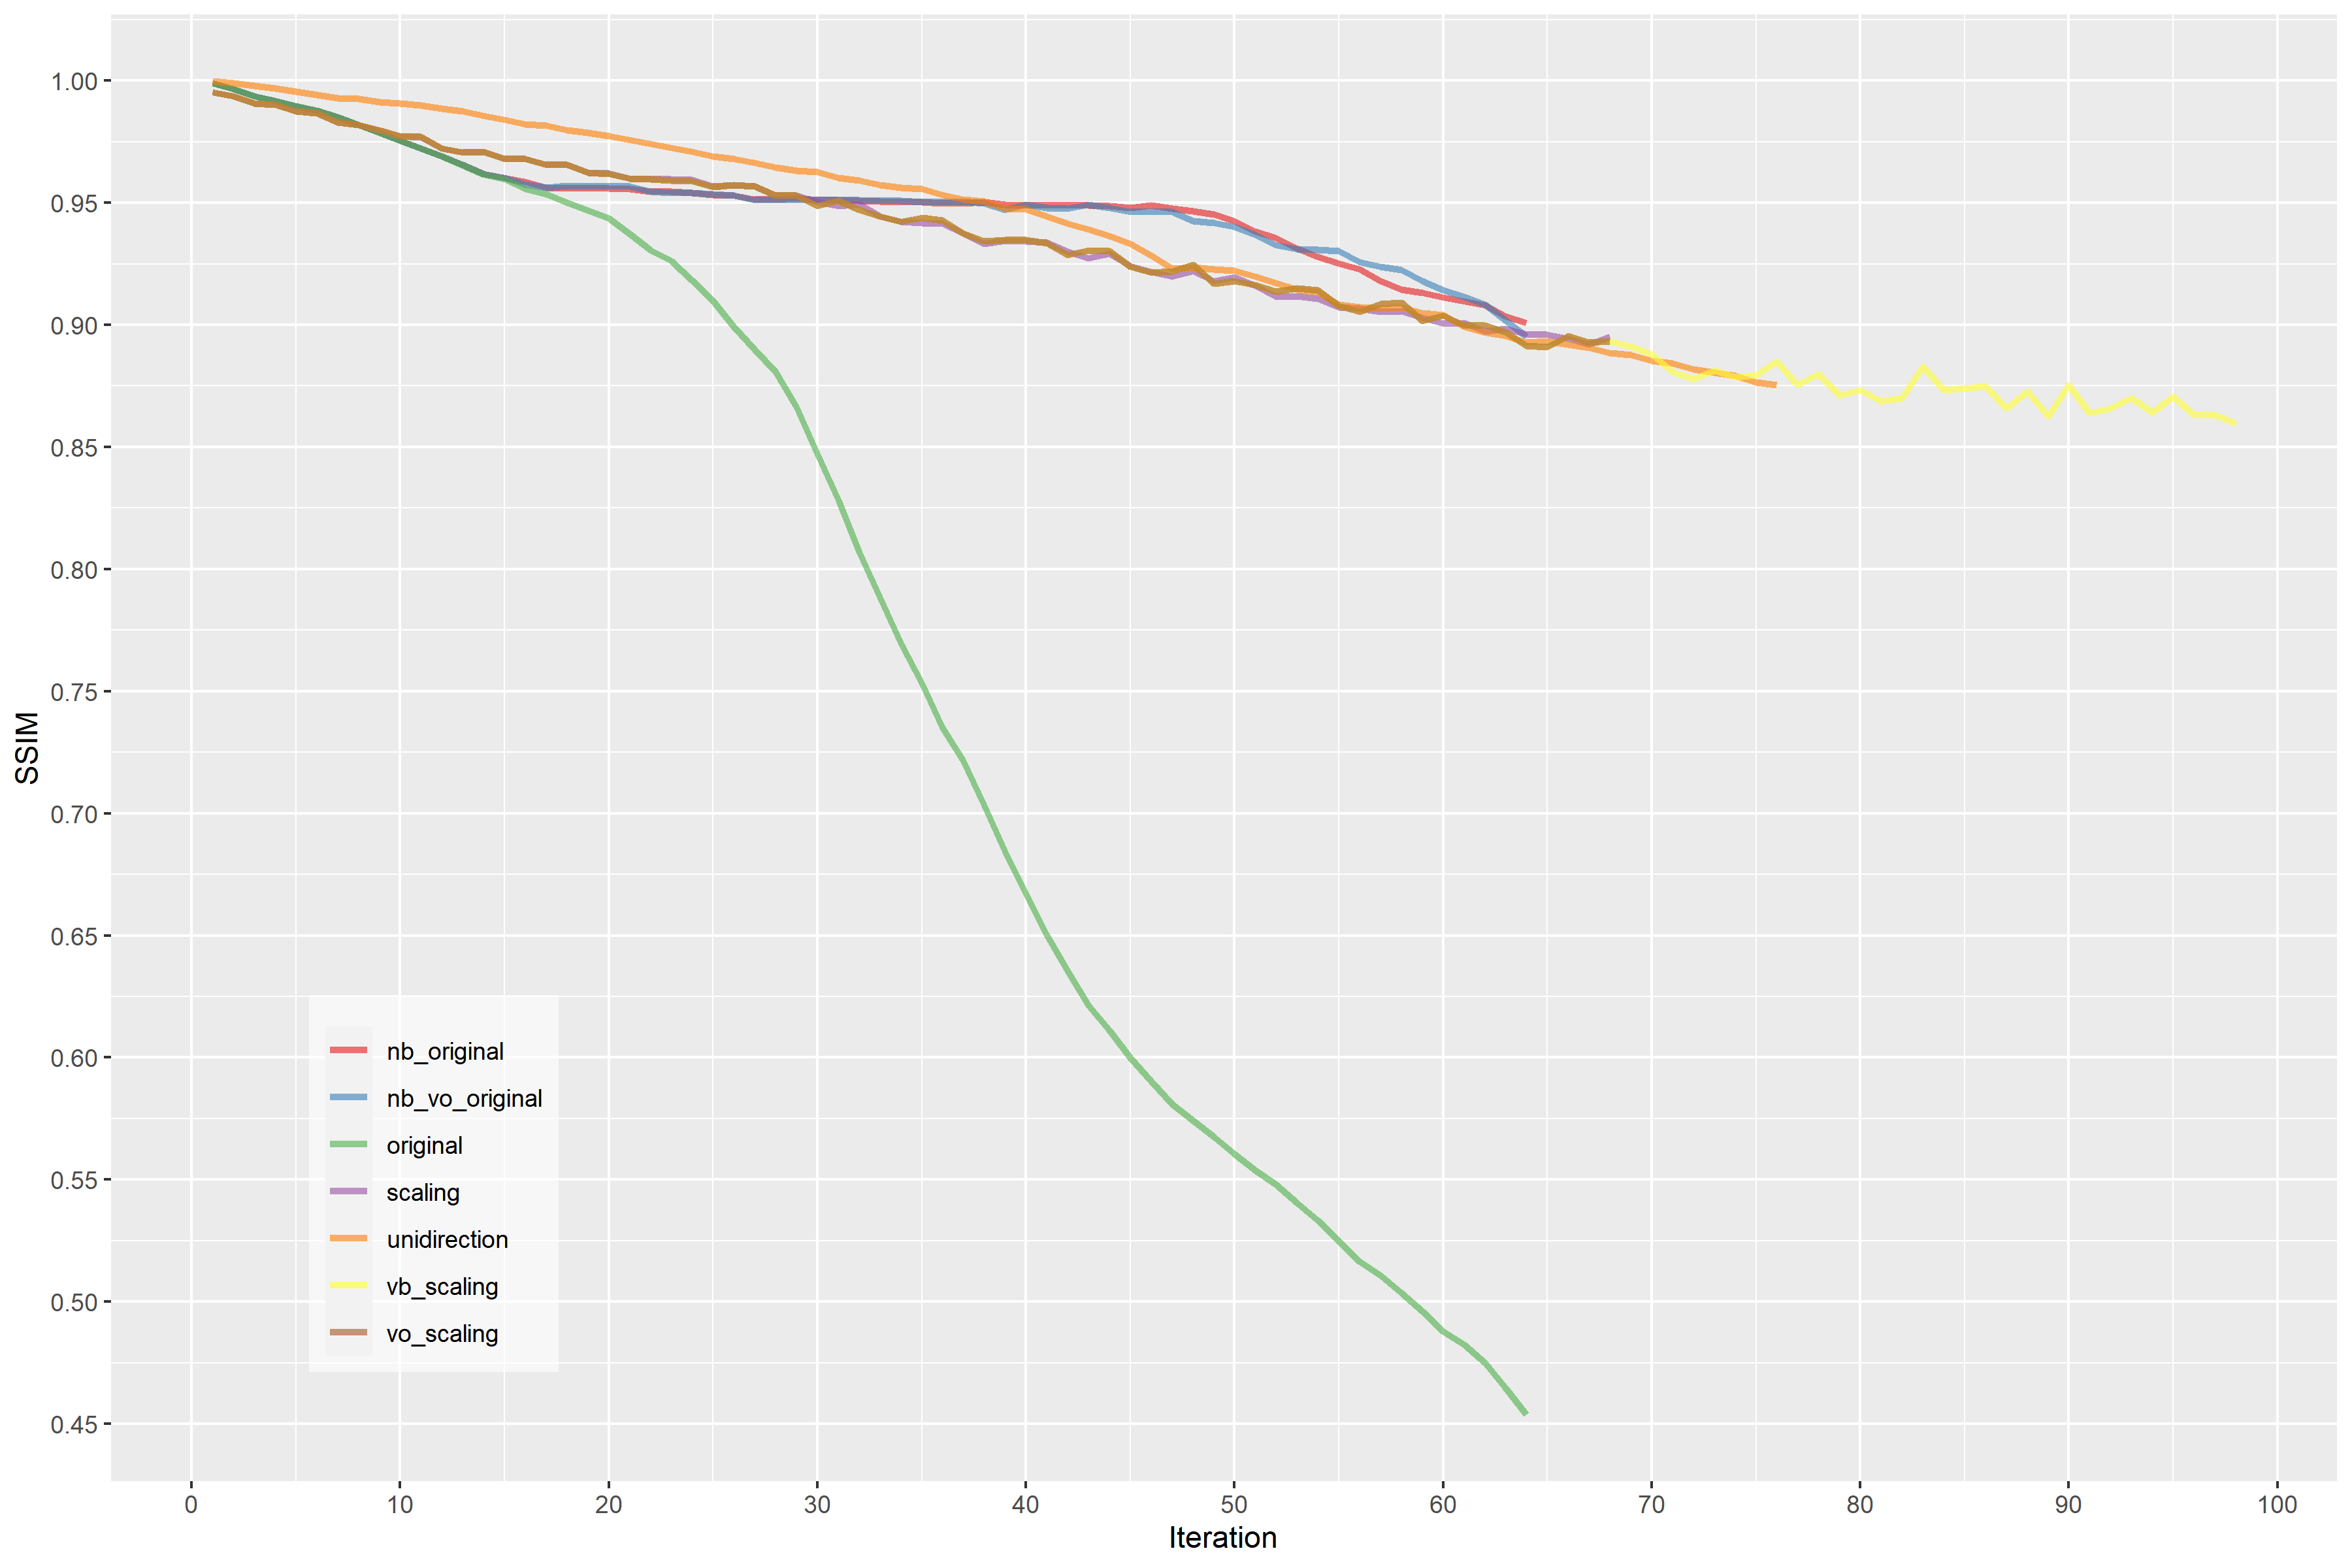 1.00
0.95
0.90
0.85
0.80
0.75
0.70
0.65
0.60
0.55
0.50
0.45
SSIM
nb_original
nb_vo_original
original
scaling
unidirection
vb_scaling
vo_scaling
0 10 20 30 40 50 60 70 80 90 100
Iteration